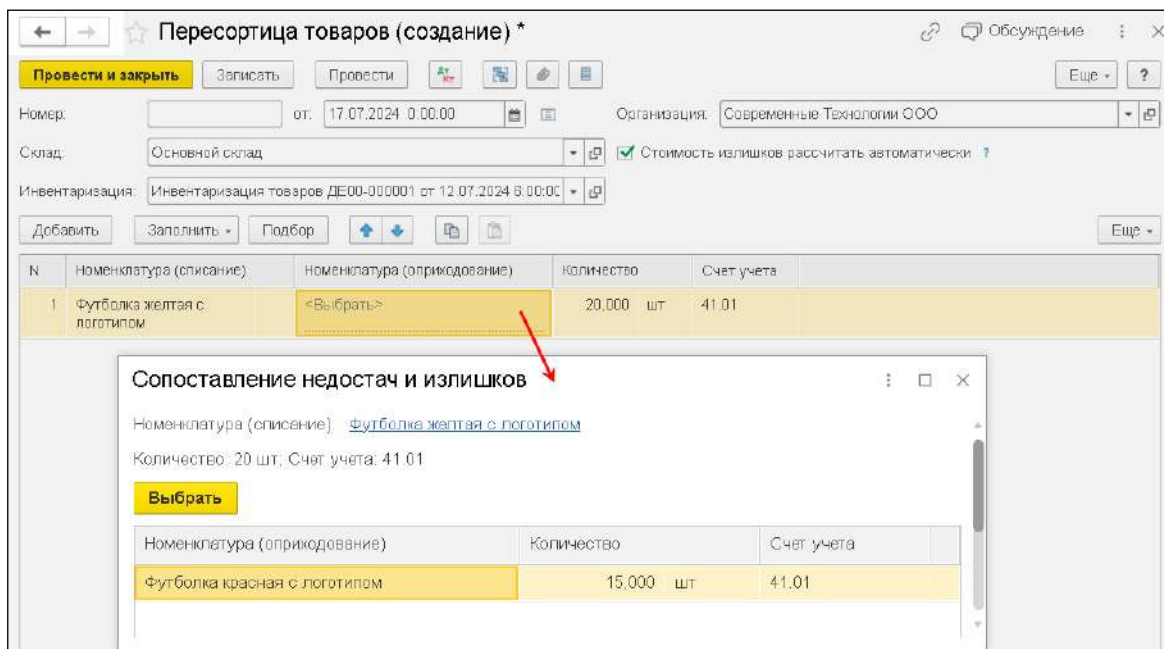 Пересортица товаров (создание) *
Обсуждение
Провести и закрыть Записать Провести Дт Кт Еще ?
Номер: от: 17.07.2024 0:00:00 Организация: Современные Технологии ООО
Склад: Основной склад Стоимость излишков рассчитать автоматически ?
Инвентаризация: Инвентаризация товаров ДЕ00-000001 от 12.07.2024 6:00:00
Добавить Заполнить Подбор Еще
N Номенклатура (списание) Номенклатура (оприходование) Количество Счет учета
1 Футболка желтая с <Выбрать> 20,000 шт 41.01
логотипом
Сопоставление недостач и излишков
Номенклатура (списание) Футболка желтая с логотипом
Количество: 20 шт; Счет учета: 41.01
Выбрать
Номенклатура (оприходование) Количество Счет учета
Футболка красная с логотипом 15,000 шт 41.01